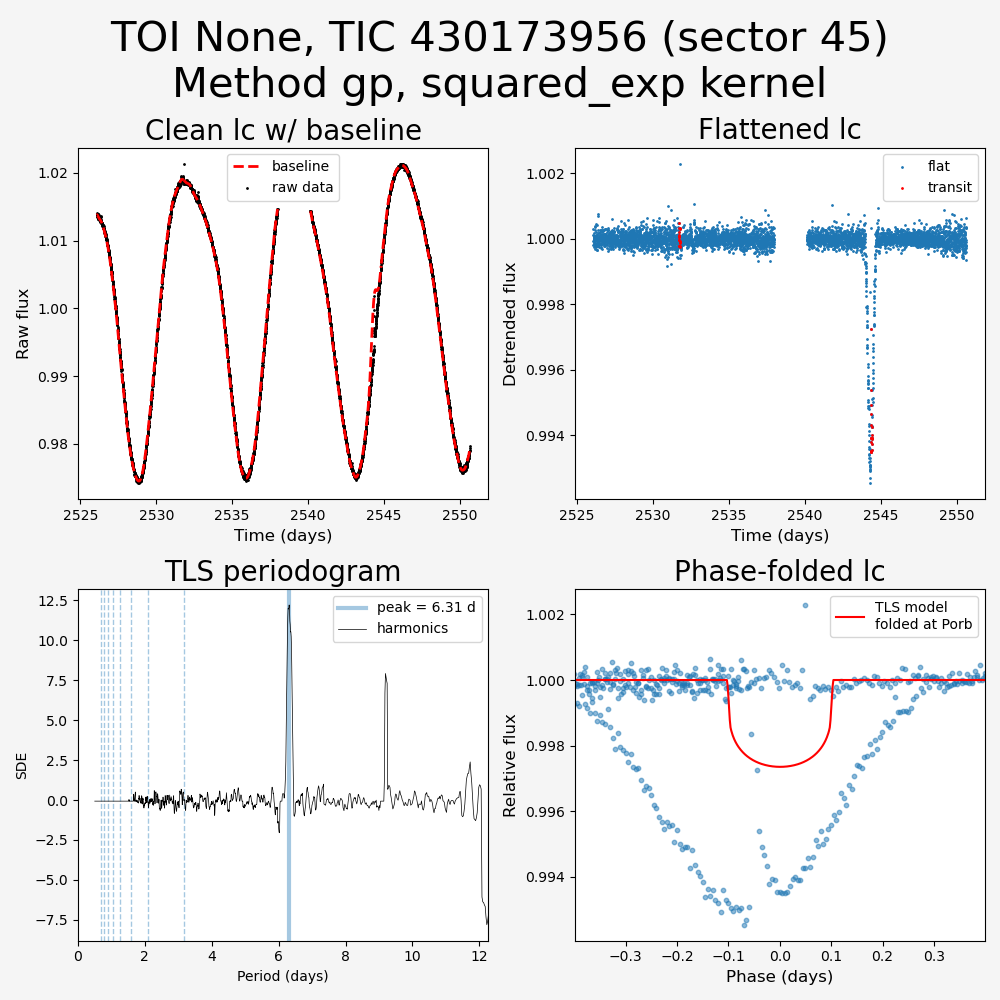 TOI None, TIC 430173956 (sector 45)
Method gp, squared_exp kernel
Clean lc w/ baseline
baseline
raw data
1.02
1.01
1.00
0.99
0.98
Raw flux
2525 2530 2535 2540 2545 2550
Time (days)
Flattened lc
flat
transit
1.002
1.000
0.998
0.996
0.994
Detrended flux
2525 2530 2535 2540 2545 2550
Time (days)
TLS periodogram
peak = 6.31 d
harmonics
12.5
10.0
7.5
5.0
2.5
0.0
−2.5
−5.0
−7.5
SDE
0 2 4 6 8 10 12
Period (days)
Phase-folded lc
TLS model
folded at Porb
1.002
1.000
0.998
0.996
0.994
Relative flux
−0.3 −0.2 −0.1 0.0 0.1 0.2 0.3
Phase (days)